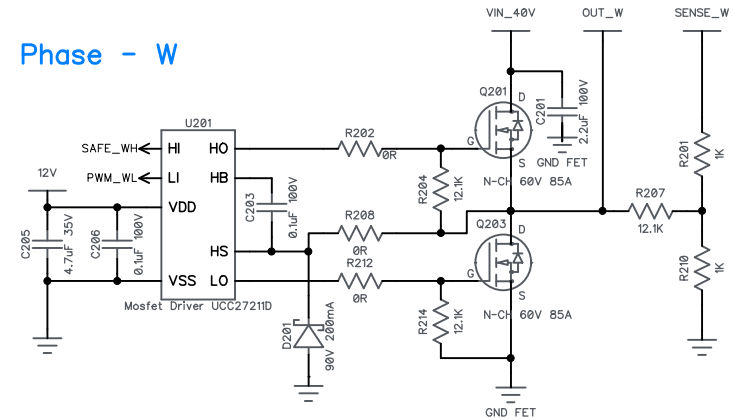 VIN_40V
OUT_W
SENSE_W
Phase - W
Q201
D
G
S
C201
2.2uF 100V
GND FET
N-CH 60V 85A
U201
SAFE_WH
HI
HO
R202
0R
PWM_WL
LI
HB
12V
VDD
C203
0.1uF 100V
R204
12.1K
R201
1K
R207
12.1K
C205
4.7uF 35V
C206
0.1uF 100V
HS
R208
0R
Q203
D
G
S
N-CH 60V 85A
R210
1K
VSS
LO
R212
0R
Mosfet Driver UCC27211D
D201
90V 200mA
R214
12.1K
GND FET